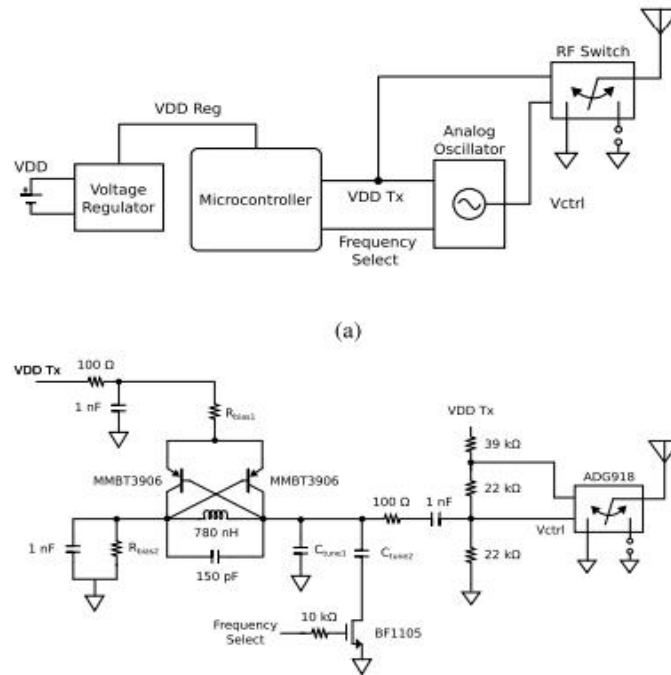 RF Switch
VDD Reg
Analog
Oscillator
VDD
Voltage
Regulator
Microcontroller
VDD Tx
Vctrl
Frequency
Select
(a)
VDD Tx
100 Ω
1 nF
Rbias1
VDD Tx
39 kΩ
MMBT3906
MMBT3906
ADG918
22 kΩ
100 Ω
1 nF
780 nH
Vctrl
1 nF
Rbias2
Ctune1
Ctune2
22 kΩ
150 pF
Frequency
Select
10 kΩ
BF1105